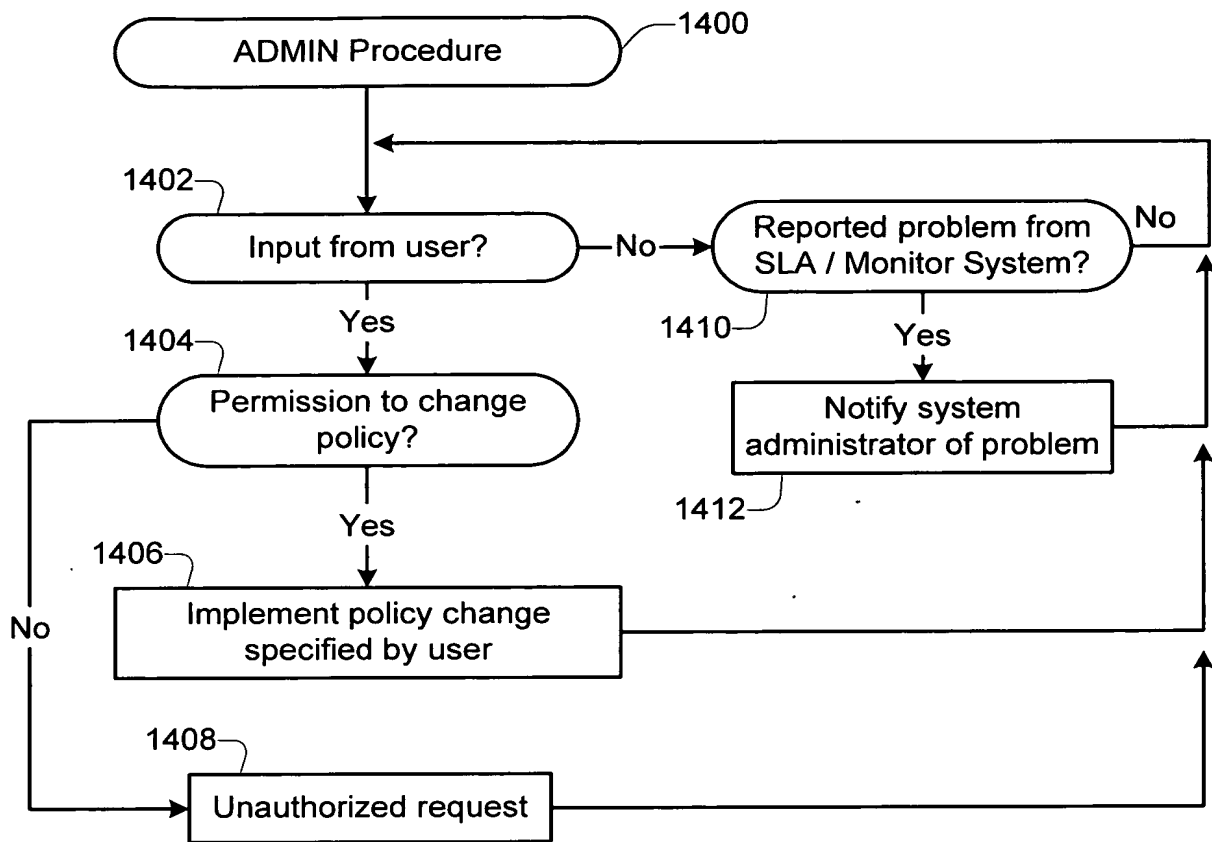 ADMIN Procedure
1400
1402
Input from user?
No
Reported problem from
SLA / Monitor System?
No
1410
Yes
Yes
1404
Permission to change
policy?
Notify system
administrator of problem
1412
Yes
1406
Implement policy change
specified by user
No
1408
Unauthorized request